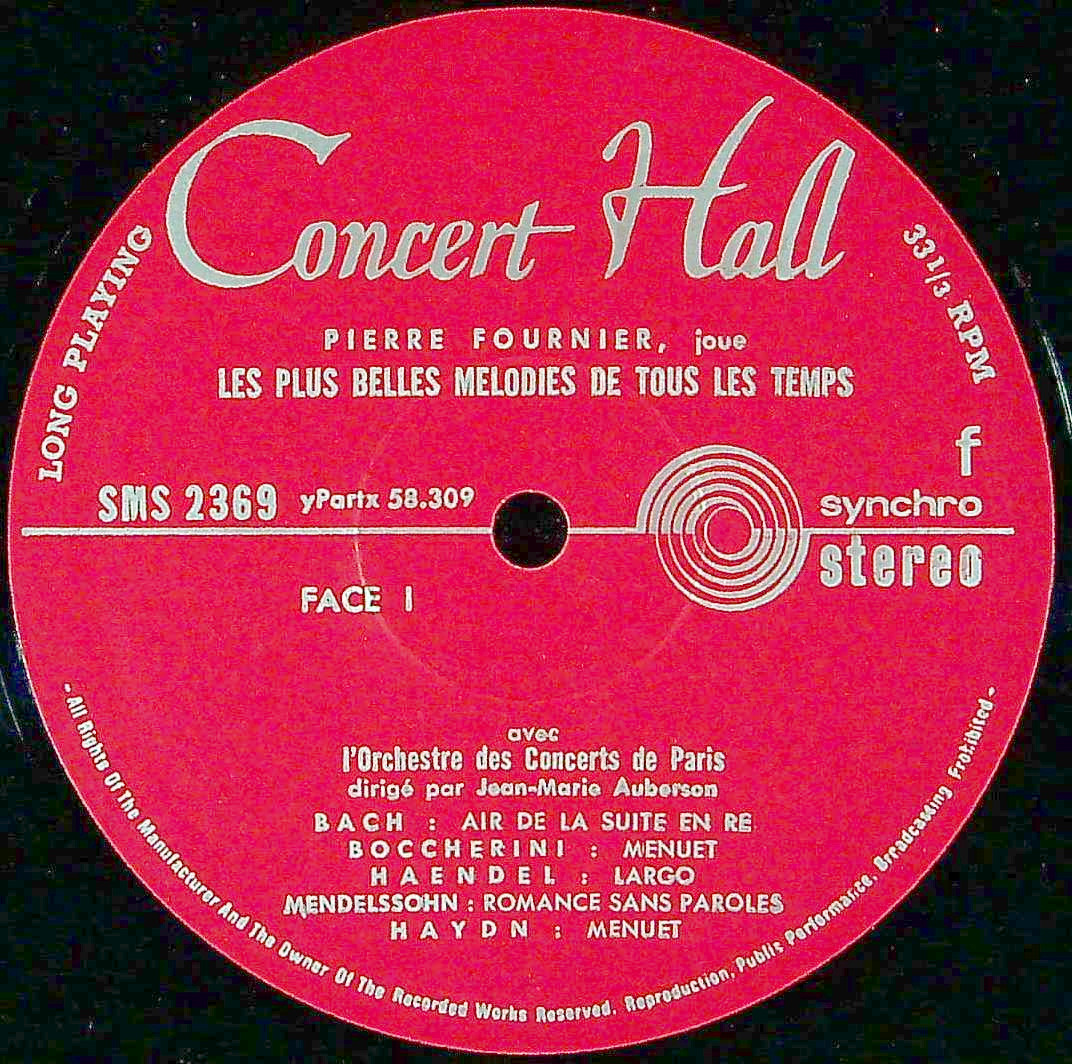 Concert Hall
LONG PLAYING
33 1/3 RPM
PIERRE FOURNIER, joue
LES PLUS BELLES MELODIES DE TOUS LES TEMPS
f
SMS 2369 yPartx 58.309
synchro
stereo
FACE I
avec
l'Orchestre des Concerts de Paris
dirigé par Jean-Marie Auberson
BACH : AIR DE LA SUITE EN RE
BOCCHERINI : MENUET
HAENDEL : LARGO
MENDELSSOHN : ROMANCE SANS PAROLES
HAYDN : MENUET
- All Rights Of The Manufacturer And The Owner Of The Recorded Works Reserved. Reproduction, Public Performance, Broadcasting Prohibited -